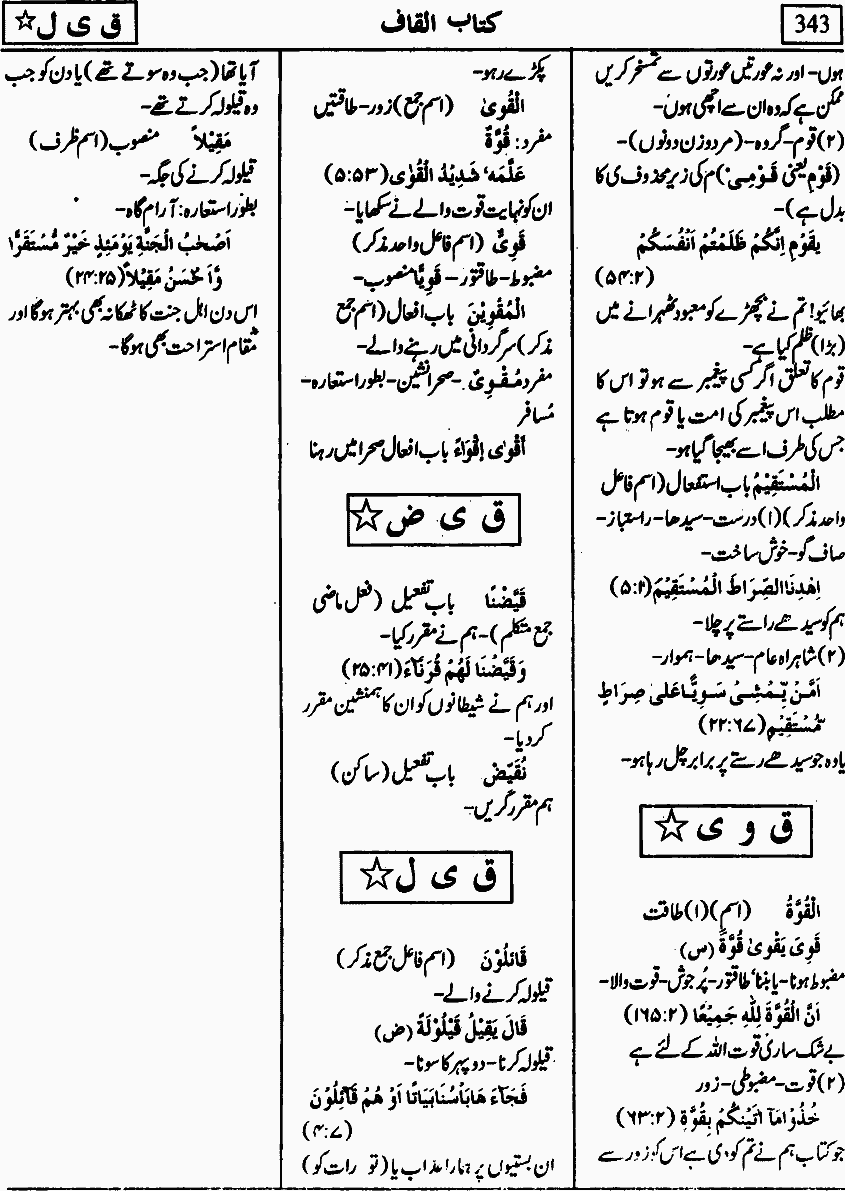 343
کتاب القاف
ق ی ل ☆
ہوں- اور نہ عورتیں عورتوں سے تمسخر کریں
ممکن ہے کہ وہ ان سے اچھی ہوں-
(۲) قوم- گروہ- (مرد و زن دونوں)-
(قَوْمِ یعنی قَوْمِیْ) م کی زیر محذوف ی کا
بدل ہے)-
یٰقَوْمِ اِنَّکُمْ ظَلَمْتُمْ اَنْفُسَکُمْ
(۵۴:۲)
بھائیو! تم نے بچھڑے کو معبود ٹھہرانے میں
(بڑا) ظلم کیا ہے-
قوم کا تعلق اگر کسی پیغمبر سے ہو تو اس کا
مطلب اس پیغمبر کی امت یا قوم ہوتا ہے
جس کی طرف اسے بھیجا گیا ہو-
الْمُسْتَقِیْمُ باب استفعال (اسم فاعل
واحد مذکر) (۱) درست- سیدھا- راستباز-
صاف گو- خوش ساخت-
اِهْدِنَا الصِّرَاطَ الْمُسْتَقِیْمَ (۵:۱)
ہم کو سیدھے راستے پر چلا-
(۲) شاہراہ عام- سیدھا- ہموار-
اَمَّنْ یَّمْشِیْ سَوِیًّا عَلٰی صِرَاطٍ
مُّسْتَقِیْمٍ (۲۲:۶۷)
یا وہ جو سیدھے رستے پر برابر چل رہا ہو-
ق و ی ☆
الْقُوَّۃُ (اسم) (۱) طاقت
قَوِیَ یَقْوٰی قُوَّۃً (س)
مضبوط ہونا- یا بننا' طاقتور- پُر جوش- قوت والا-
اَنَّ الْقُوَّۃَ لِلّٰهِ جَمِیْعًا (۱۶۵:۲)
بے شک ساری قوت اللہ کے لئے ہے
(۲) قوت- مضبوطی- زور
خُذُوْا مَآ اٰتَیْنٰکُمْ بِقُوَّۃٍ (۶۳:۲)
جو کتاب ہم نے تم کو دی ہے اس کو زور سے
پکڑے رہو-
الْقُوٰی (اسم جمع) زور- طاقتیں
مفرد: قُوَّۃٌ
عَلَّمَهٗ شَدِیْدُ الْقُوٰی (۵:۵۳)
ان کو نہایت قوت والے نے سکھایا-
قَوِیٌّ (اسم فاعل واحد مذکر)
مضبوط- طاقتور- قَوِیًّا منصوب-
الْمُقْوِیْنَ باب افعال (اسم جمع
مذکر) سرگردانی میں رہنے والے-
مفرد مُقْوِیٌ- صحرا نشین- بطور استعارہ-
مُسافر
أقْوٰی اِقْوَاءً باب افعال صحرا میں رہنا
ق ی ض ☆
قَیَّضْنَا باب تفعیل (فعل ماضی
جمع متکلم)- ہم نے مقرر کیا-
وَقَیَّضْنَا لَهُمْ قُرَنَآءَ (۲۵:۴۱)
اور ہم نے شیطانوں کو ان کا ہمنشین مقرر
کر دیا-
نُقَیِّضْ باب تفعیل (ساکن)
ہم مقرر کریں-
ق ی ل ☆
قَائِلُوْنَ (اسم فاعل جمع مذکر)
قیلولہ کرنے والے-
قَالَ یَقِیْلُ قَیْلُوْلَۃً (ض)
قیلولہ کرنا- دوپہر کا سونا-
فَجَآءَ هَا بَاْسُنَا بَیَاتًا اَوْ هُمْ قَآئِلُوْنَ
(۴:۷)
ان بستیوں پر ہمارا عذاب یا (تو رات کو)
آیا تھا (جب وہ سوتے تھے) یا دن کو جب
وہ قیلولہ کرتے تھے-
مَقِیْلاً منصوب (اسم ظرف)
قیلولہ کرنے کی جگہ-
بطور استعارہ: آرام گاہ-
اَصْحٰبُ الْجَنَّةِ یَوْمَئِذٍ خَیْرٌ مُّسْتَقَرًّا
وَّاَحْسَنُ مَقِیْلاً (۲۴:۲۵)
اس دن اہل جنت کا ٹھکانہ بھی بہتر ہوگا اور
مقام استراحت بھی ہوگا-